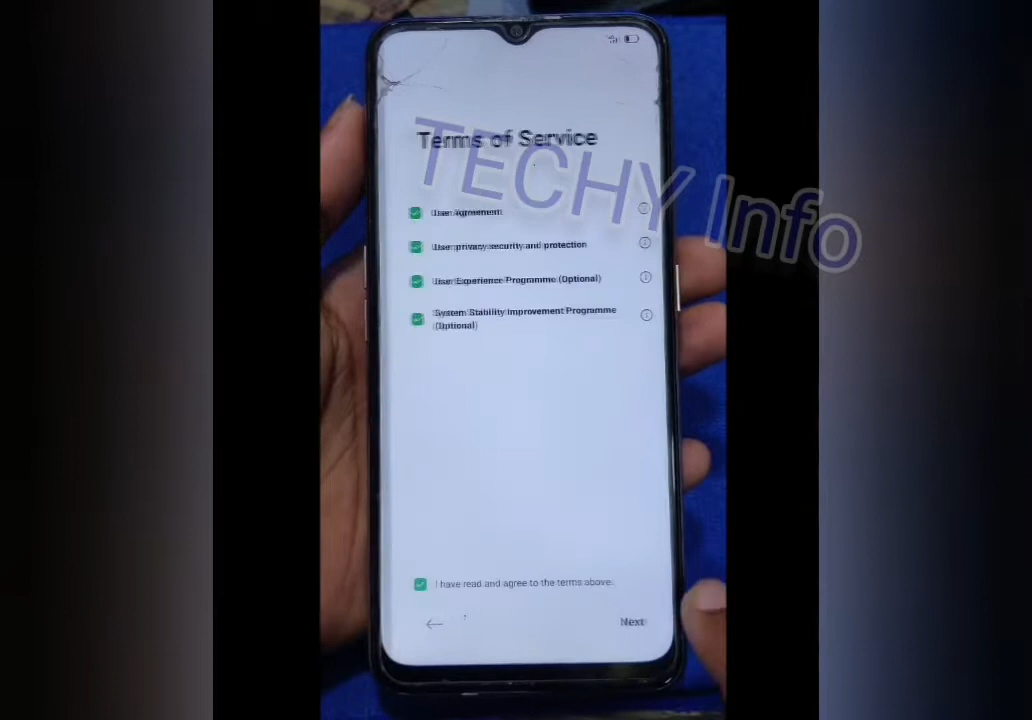 Terms of Service
TECHY Info
User Agreement
User privacy security and protection
User Experience Programme (Optional)
System Stability Improvement Programme
(Optional)
I have read and agree to the terms above.
Next